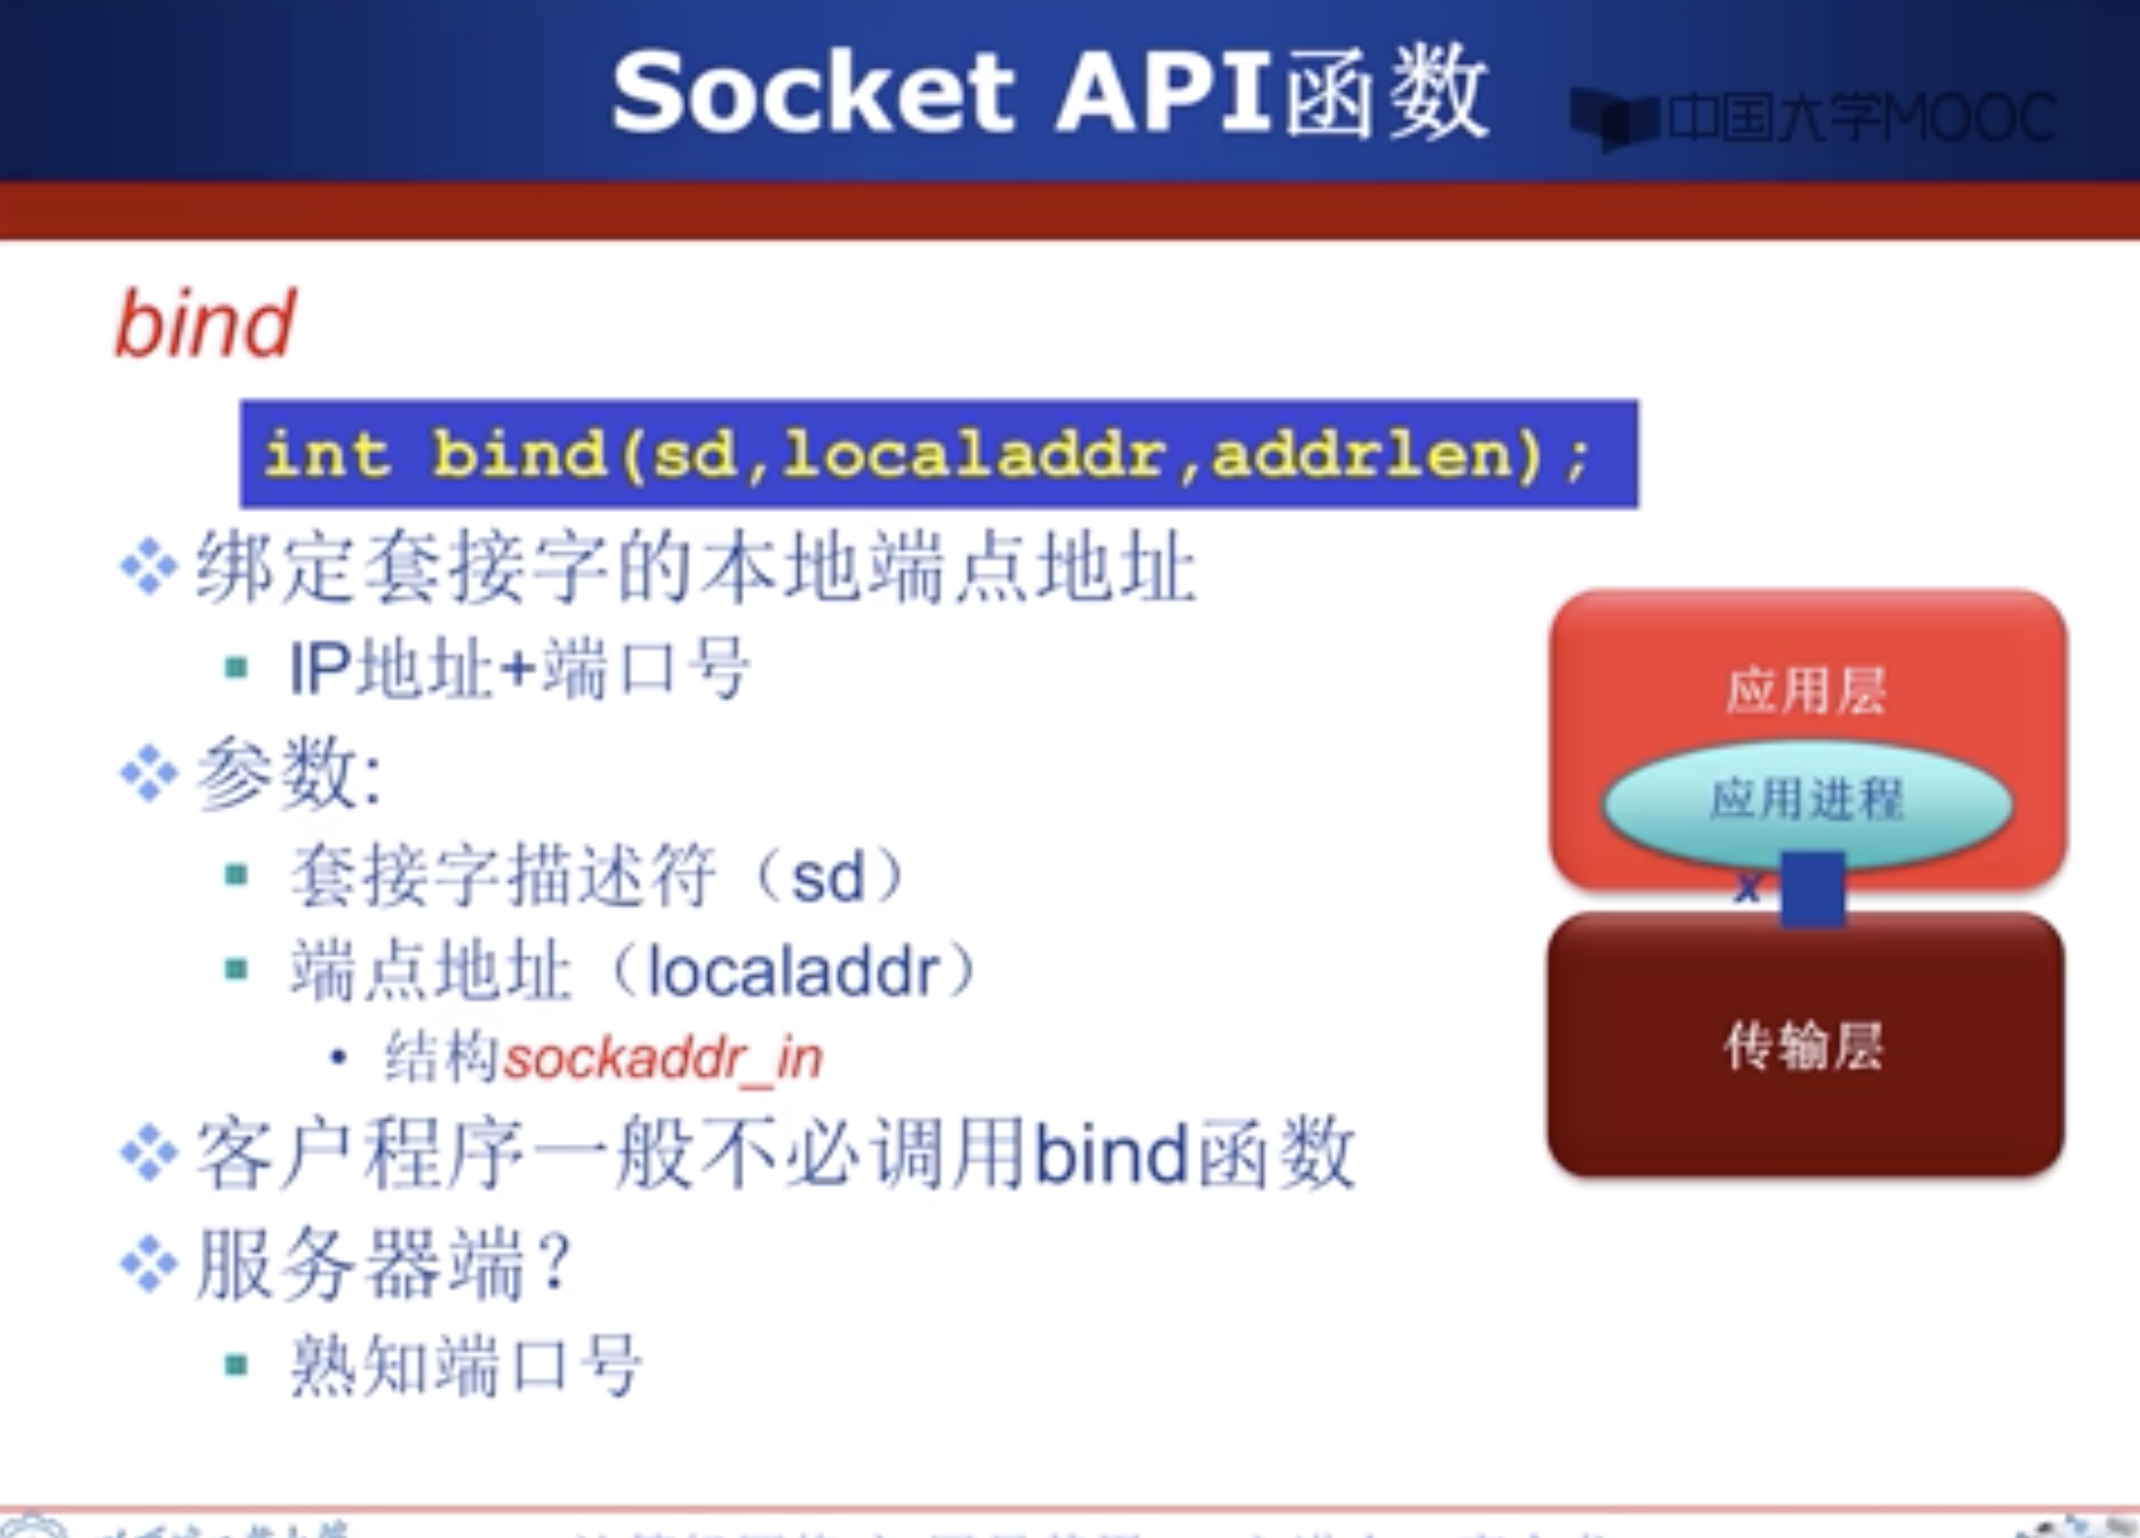 Socket API函数
中国大学MOOC
bind
int bind(sd,localaddr,addrlen);
绑定套接字的本地端点地址
IP地址+端口号
参数:
套接字描述符（sd）
端点地址（localaddr）
结构sockaddr_in
客户程序一般不必调用bind函数
服务器端？
熟知端口号
应用层
应用进程
x
传输层